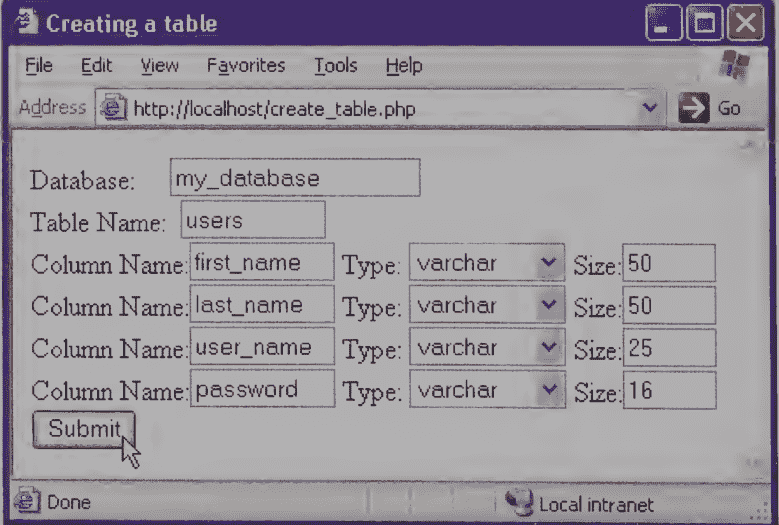 Creating a table
File Edit View Favorites Tools Help
Address http://localhost/create_table.php Go
Database: my_database
Table Name: users
Column Name: first_name Type: varchar Size: 50
Column Name: last_name Type: varchar Size: 50
Column Name: user_name Type: varchar Size: 25
Column Name: password Type: varchar Size: 16
Submit
Done Local intranet